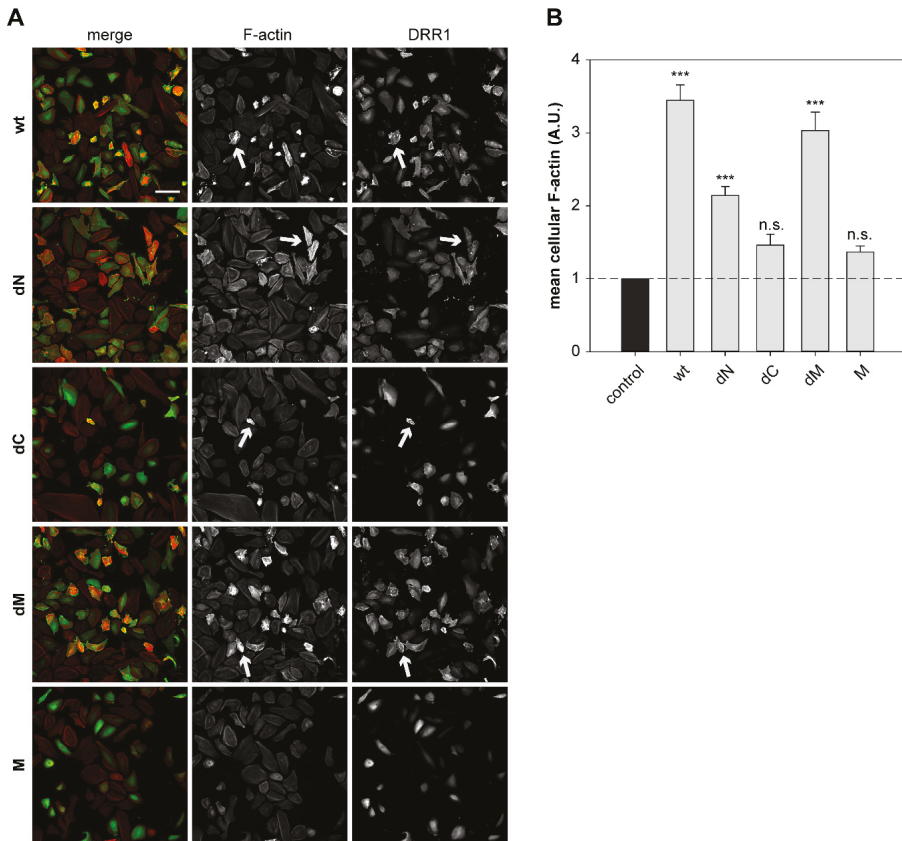 A
merge F-actin DRR1
wt
dN
dC
dM
M
B
mean cellular F-actin (A.U.)
4
3
2
1
0
***
***
n.s.
***
n.s.
control wt dN dC dM M